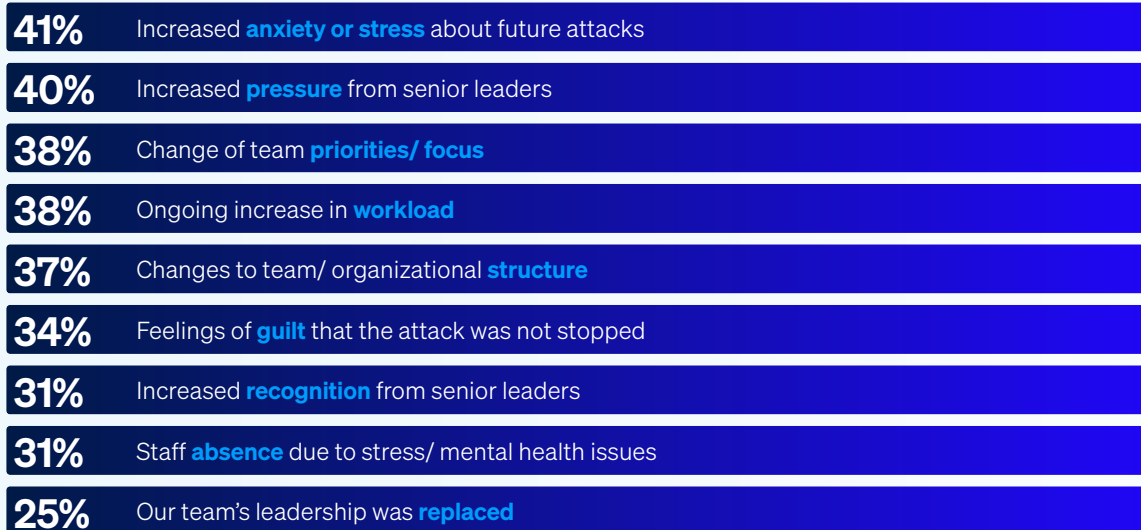 41% Increased anxiety or stress about future attacks
40% Increased pressure from senior leaders
38% Change of team priorities/ focus
38% Ongoing increase in workload
37% Changes to team/ organizational structure
34% Feelings of guilt that the attack was not stopped
31% Increased recognition from senior leaders
31% Staff absence due to stress/ mental health issues
25% Our team’s leadership was replaced